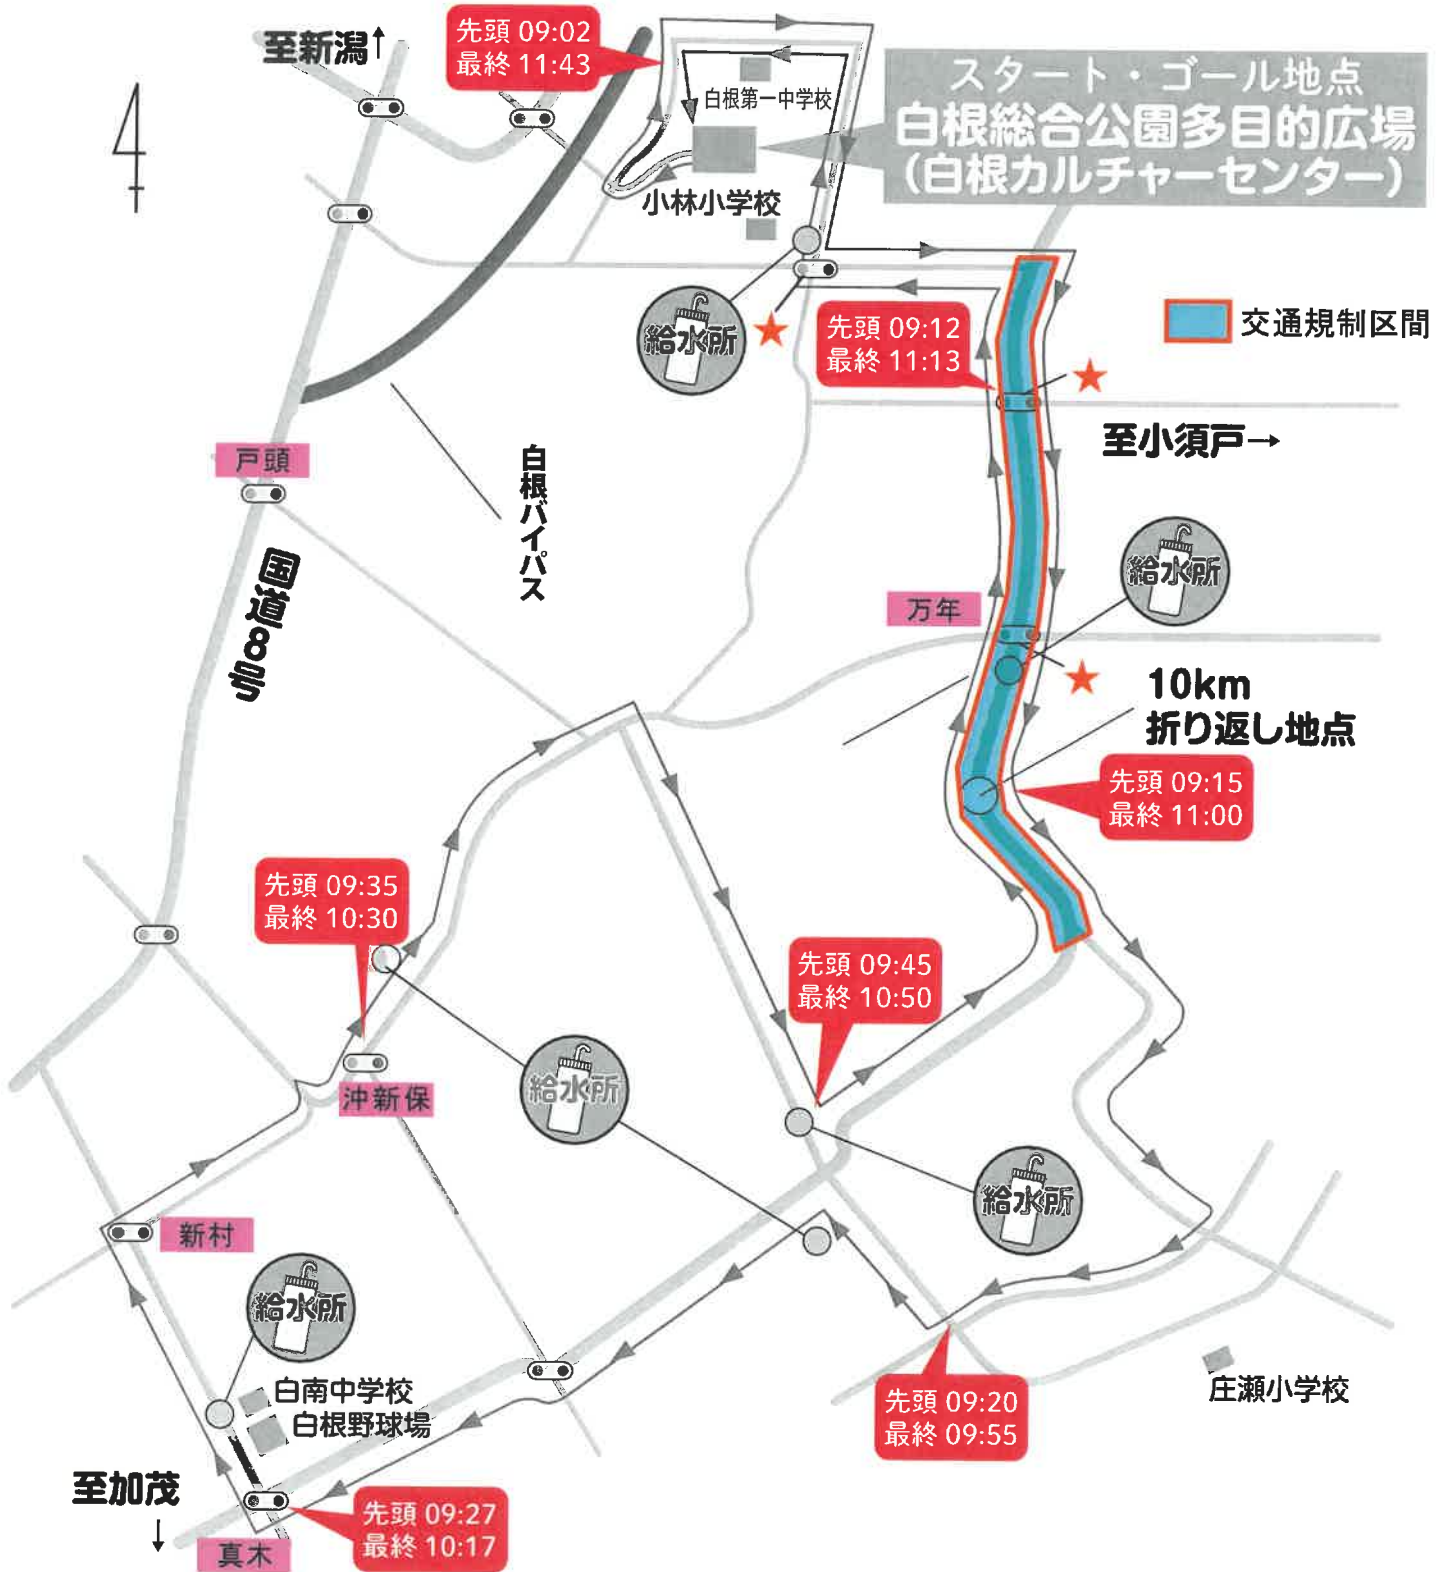 至新潟↑
先頭 09:02
最終 11:43
白根第一中学校
スタート・ゴール地点
白根総合公園多目的広場
(白根カルチャーセンター)
小林小学校
給水所
先頭 09:12
最終 11:13
交通規制区間
至小須戸→
戸頭
白根バイパス
国道8号
給水所
万年
10km
折り返し地点
先頭 09:15
最終 11:00
先頭 09:35
最終 10:30
先頭 09:45
最終 10:50
沖新保
給水所
給水所
新村
給水所
白南中学校
白根野球場
庄瀬小学校
先頭 09:20
最終 09:55
至加茂
↓
先頭 09:27
最終 10:17
真木